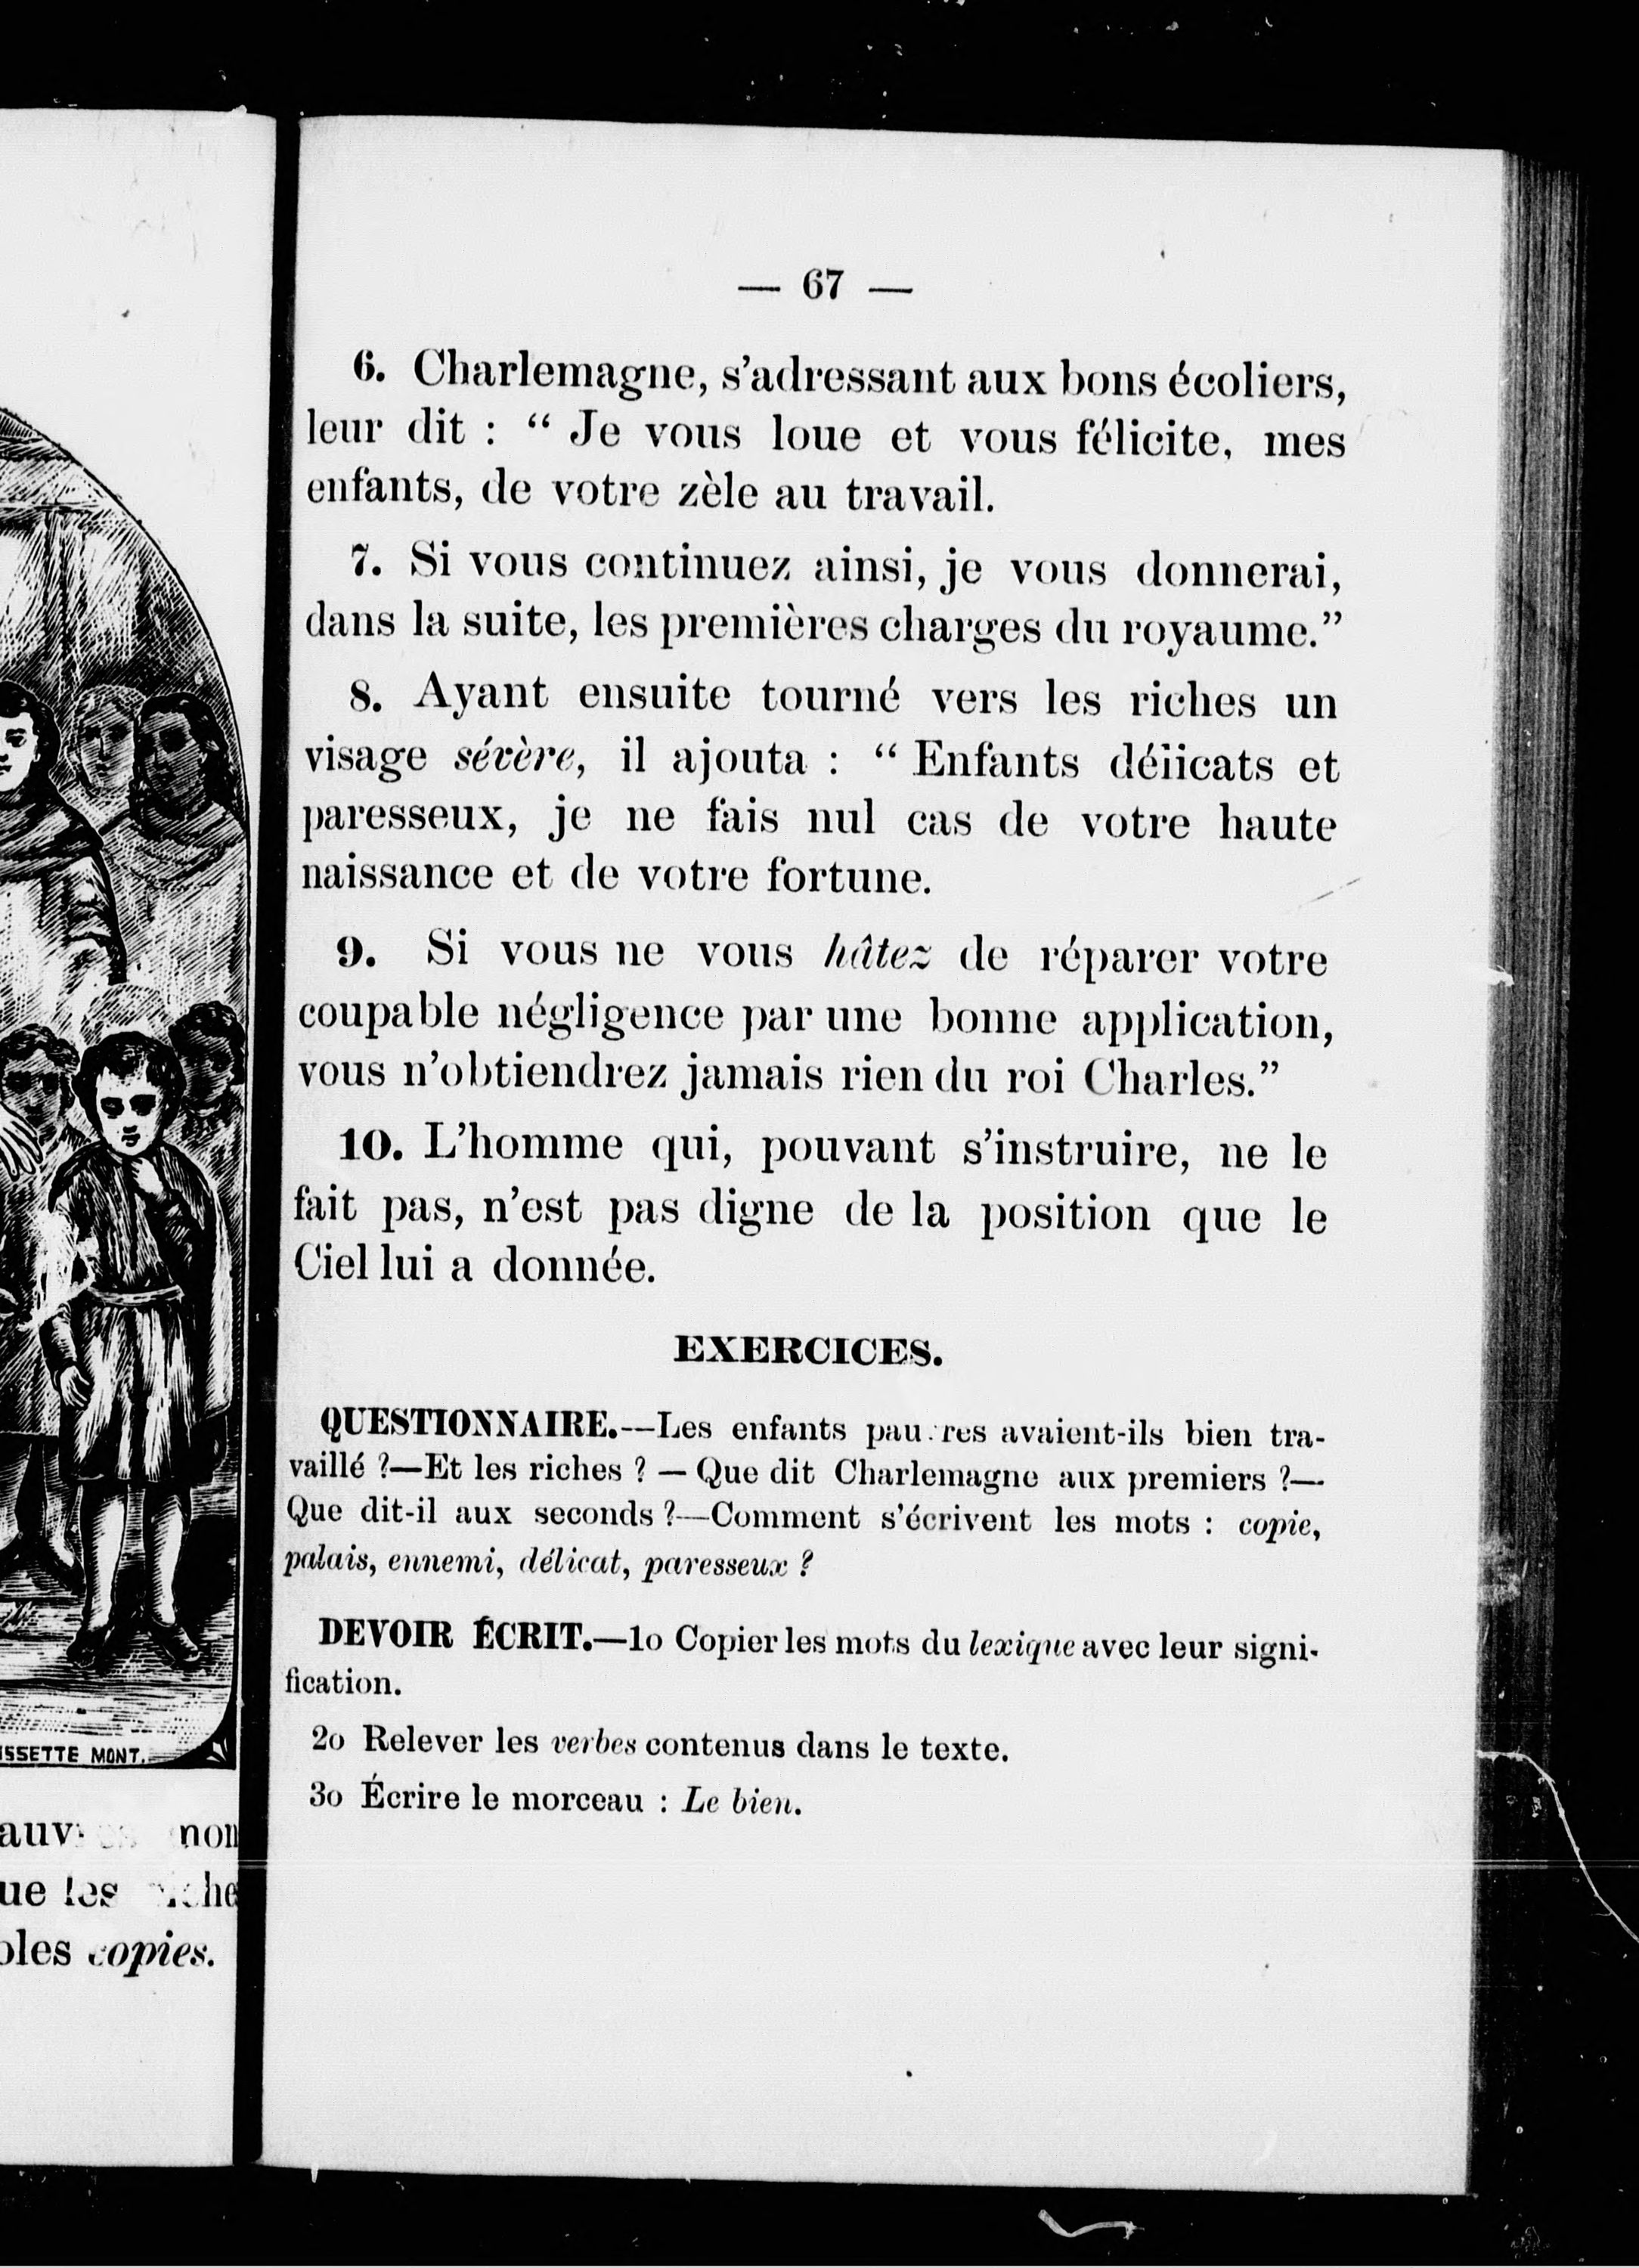 — 67 —
6. Charlemagne, s’adressant aux bons écoliers,
leur dit : “ Je vous loue et vous félicite, mes
enfants, de votre zèle au travail.
7. Si vous continuez ainsi, je vous donnerai,
dans la suite, les premières charges du royaume.”
8. Ayant ensuite tourné vers les riches un
visage sévère, il ajouta : “ Enfants délicats et
paresseux, je ne fais nul cas de votre haute
naissance et de votre fortune.
9. Si vous ne vous hâtez de réparer votre
coupable négligence par une bonne application,
vous n’obtiendrez jamais rien du roi Charles.”
10. L’homme qui, pouvant s’instruire, ne le
fait pas, n’est pas digne de la position que le
Ciel lui a donnée.
EXERCICES.
QUESTIONNAIRE.—Les enfants pauvres avaient-ils bien tra-
vaillé ?—Et les riches ? — Que dit Charlemagne aux premiers ?—
Que dit-il aux seconds ?—Comment s’écrivent les mots : copie,
palais, ennemi, délicat, paresseux ?
DEVOIR ÉCRIT.—1o Copier les mots du lexique avec leur signi-
fication.
2o Relever les verbes contenus dans le texte.
3o Écrire le morceau : Le bien.
SSETTE MONT.
ue les
bles copies.